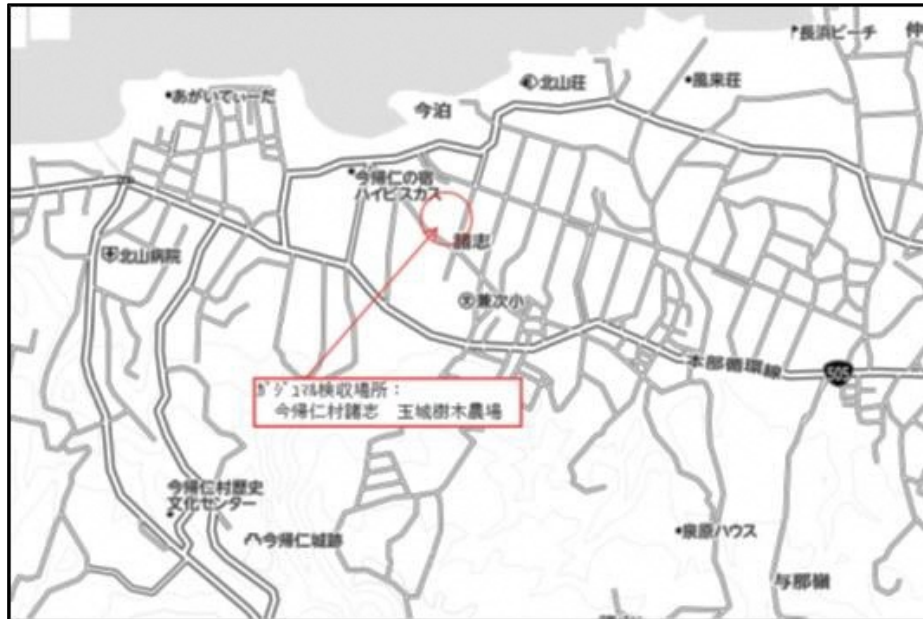 長浜ビーチ
仲
北山荘
風来荘
あがいてぃーだ
今泊
今帰仁の宿
ハイビスカス
諸志
北山病院
兼次小
本部循環線
505
ｶﾞｼﾞｭﾏﾙ検収場所：
今帰仁村諸志　玉城樹木農場
今帰仁村歴史
文化センター
今帰仁城跡
泉原ハウス
与那嶺